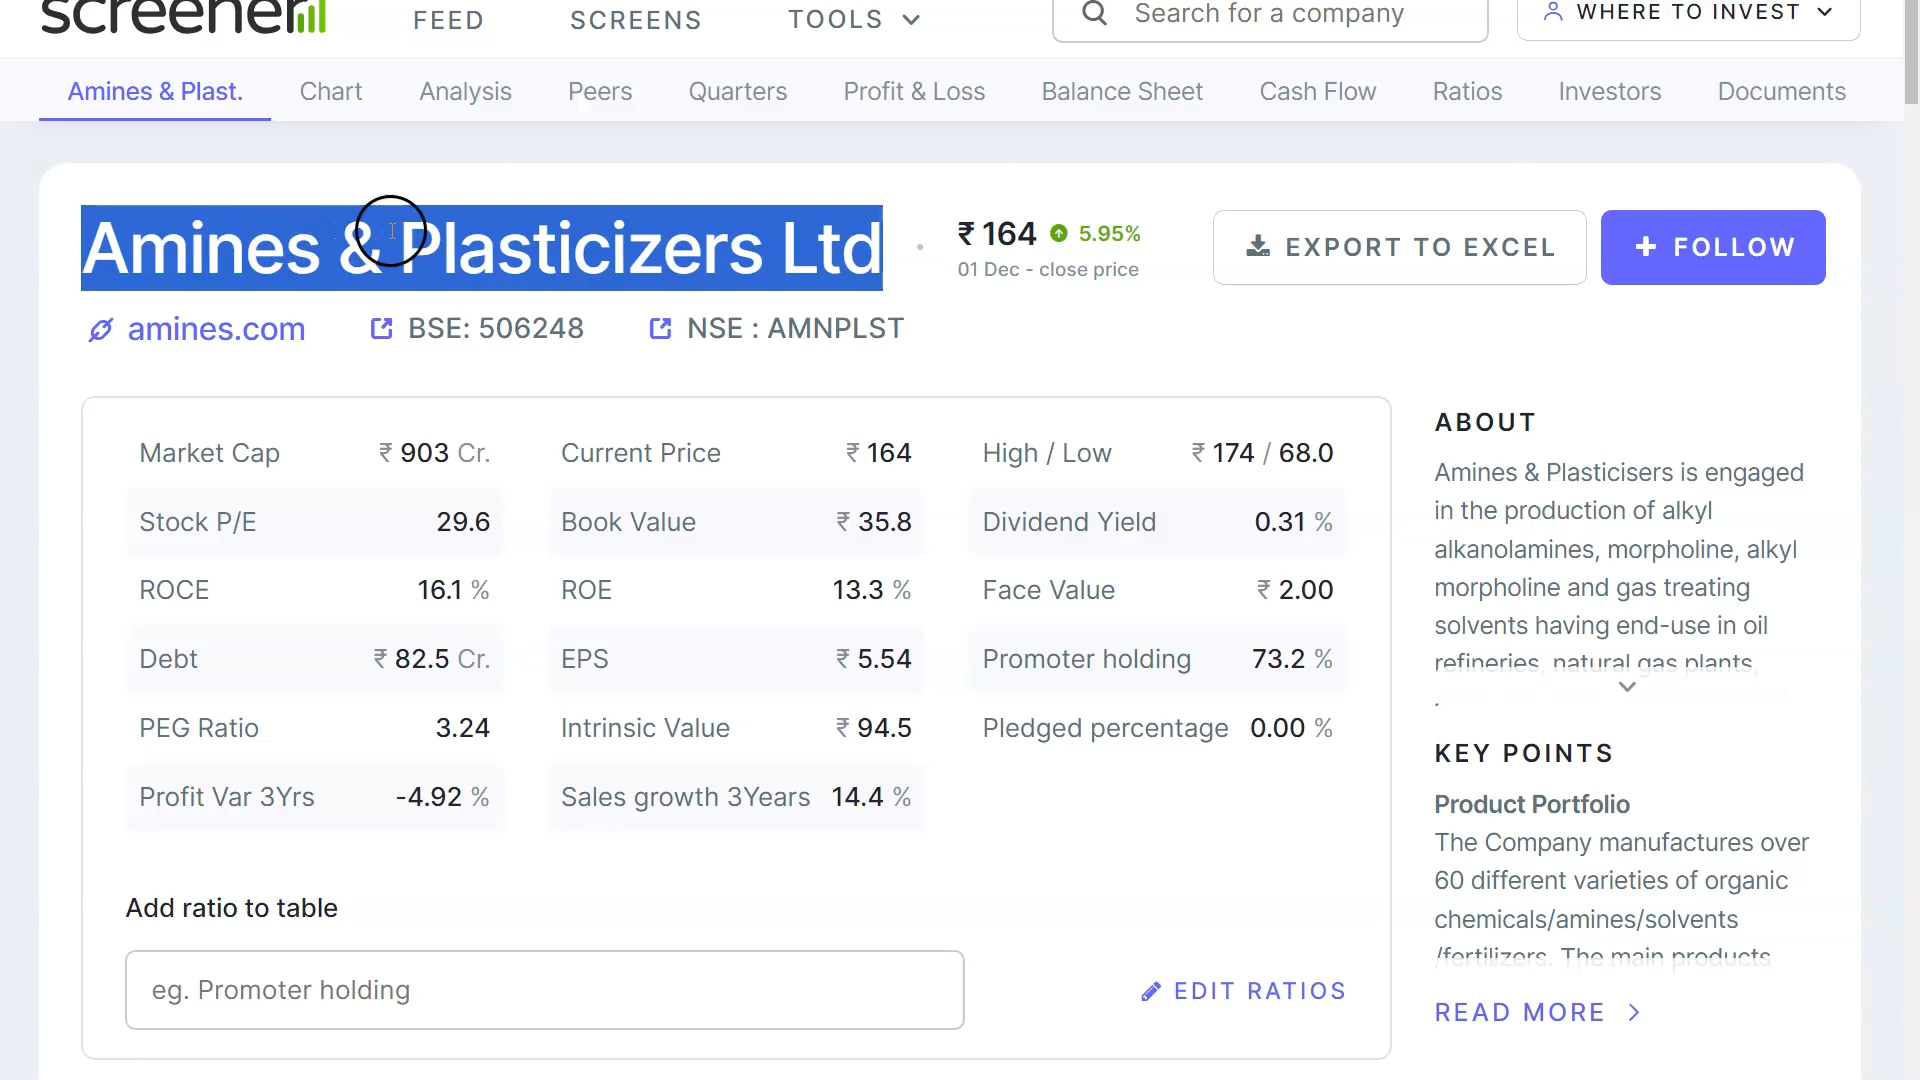 screener
FEED
SCREENS
TOOLS
Search for a company
WHERE TO INVEST
Amines & Plast.
Chart
Analysis
Peers
Quarters
Profit & Loss
Balance Sheet
Cash Flow
Ratios
Investors
Documents
Amines & Plasticizers Ltd
₹ 164 5.95%
01 Dec - close price
EXPORT TO EXCEL
+ FOLLOW
amines.com
BSE: 506248
NSE : AMNPLST
Market Cap ₹ 903 Cr.
Current Price ₹ 164
High / Low ₹ 174 / 68.0
Stock P/E 29.6
Book Value ₹ 35.8
Dividend Yield 0.31 %
ROCE 16.1 %
ROE 13.3 %
Face Value ₹ 2.00
Debt ₹ 82.5 Cr.
EPS ₹ 5.54
Promoter holding 73.2 %
PEG Ratio 3.24
Intrinsic Value ₹ 94.5
Pledged percentage 0.00 %
Profit Var 3Yrs -4.92 %
Sales growth 3Years 14.4 %
Add ratio to table
eg. Promoter holding
EDIT RATIOS
ABOUT
Amines & Plasticisers is engaged
in the production of alkyl
alkanolamines, morpholine, alkyl
morpholine and gas treating
solvents having end-use in oil
refineries, natural gas plants,
KEY POINTS
Product Portfolio
The Company manufactures over
60 different varieties of organic
chemicals/amines/solvents
/fertilizers. The main products
READ MORE